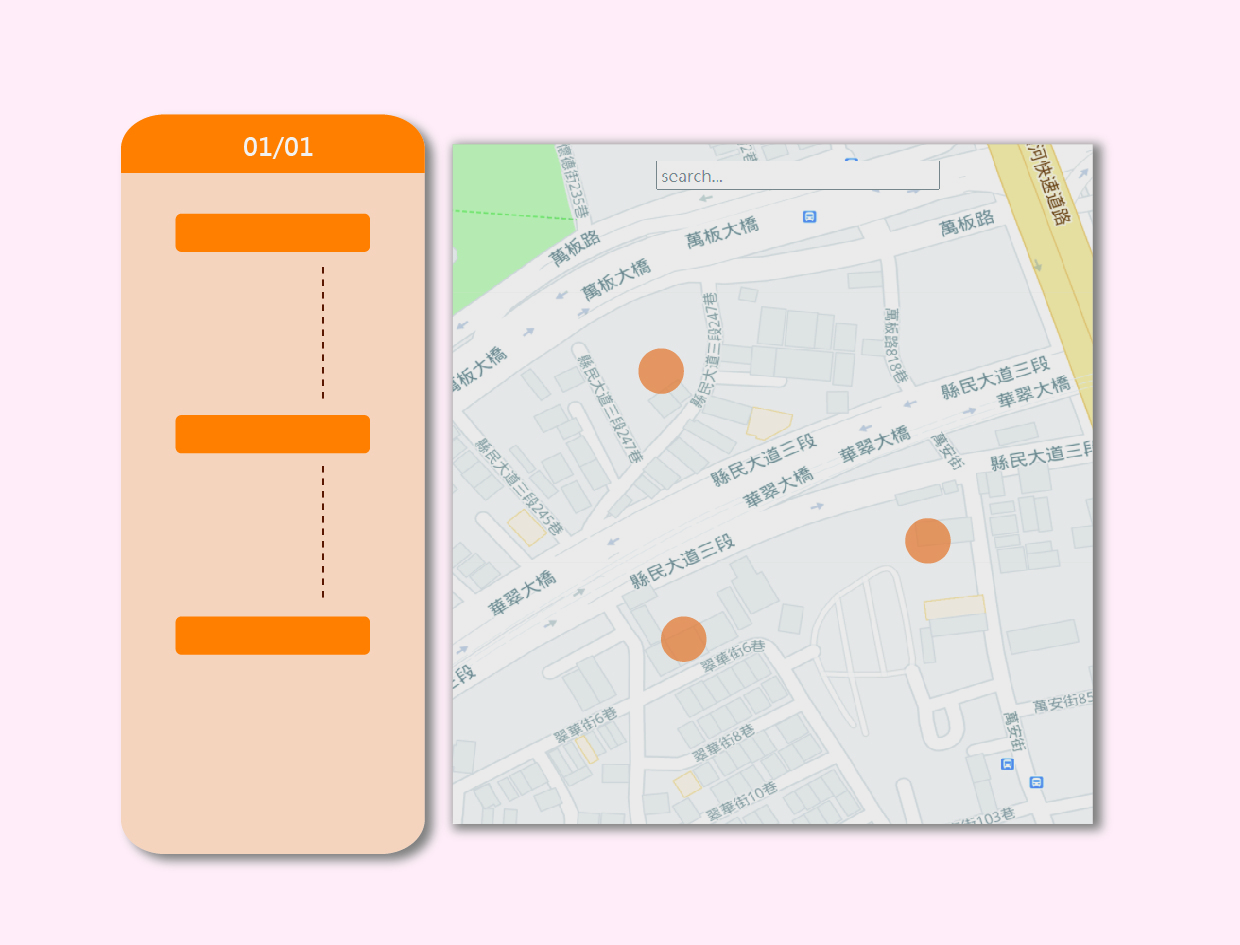 01/01
search...
懷德街235巷
河快速道路
萬板路
萬板大橋
萬板路
萬板大橋
萬板大橋
縣民大道三段247巷
萬板路818巷
縣民大道三段247巷
縣民大道三段
華翠大橋
縣民大道三段
華翠大橋
華翠大橋
萬安街
縣民大道三段
縣民大道三段245巷
縣民大道三段
華翠大橋
翠華街6巷
段
翠華街6巷
萬安街85
萬安街
翠華街8巷
翠華街10巷
街103巷